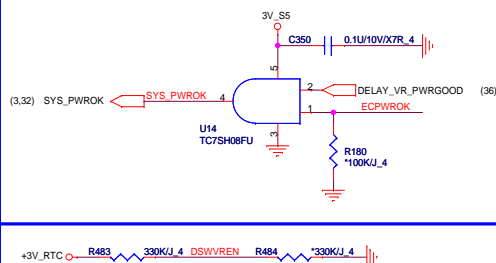 3V_S5
C350 0.1U/10V/X7R_4
5
(3,32) SYS_PWROK SYS_PWROK 4 2 DELAY_VR_PWRGOOD (36)
1 ECPWROK
U14
TC7SH08FU
3
R180
*100K/J_4
+3V_RTC R483 330K/J_4 DSWVREN R484 *330K/J_4